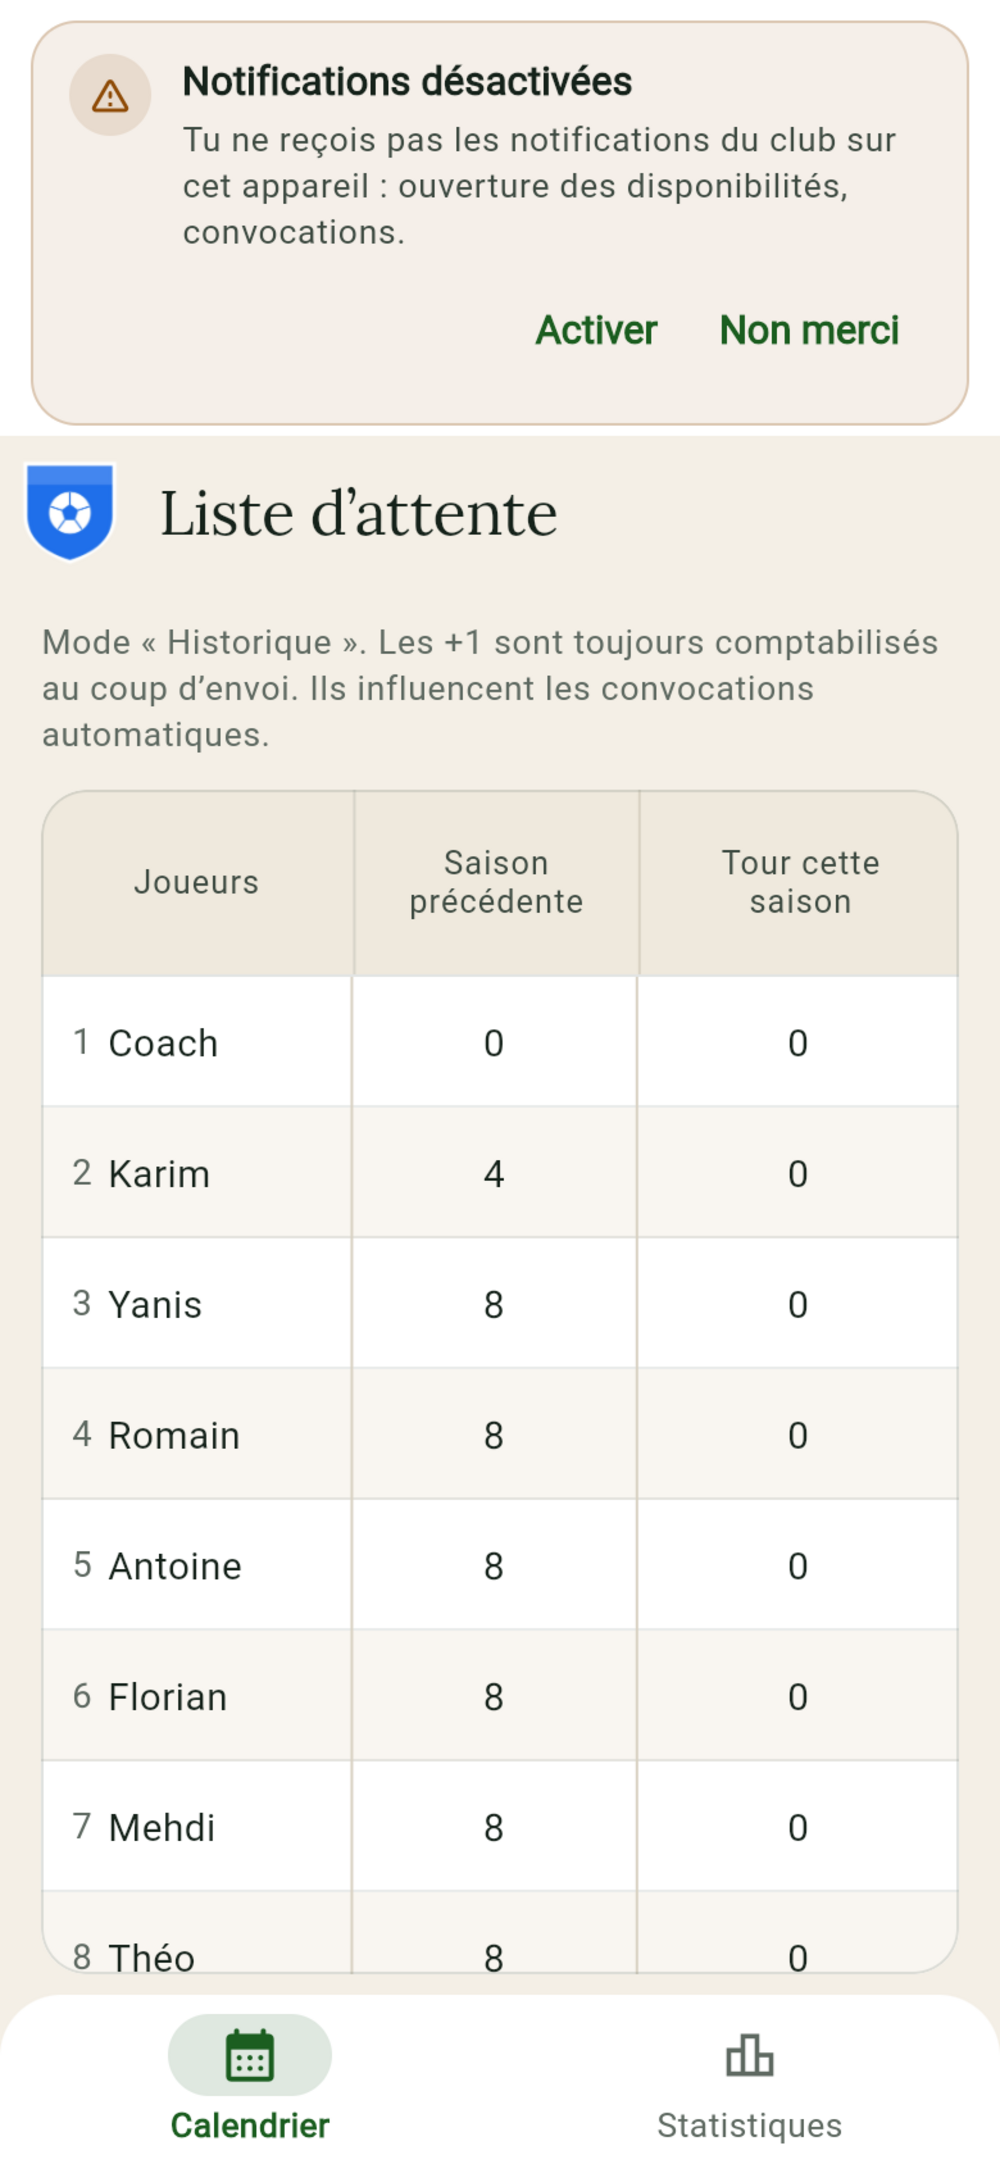 Notifications désactivées
Tu ne reçois pas les notifications du club sur
cet appareil : ouverture des disponibilités,
convocations.
Activer Non merci
Liste d’attente
Mode « Historique ». Les +1 sont toujours comptabilisés
au coup d’envoi. Ils influencent les convocations
automatiques.
Joueurs Saison précédente Tour cette saison
1 Coach 0 0
2 Karim 4 0
3 Yanis 8 0
4 Romain 8 0
5 Antoine 8 0
6 Florian 8 0
7 Mehdi 8 0
8 Théo 8 0
Calendrier Statistiques